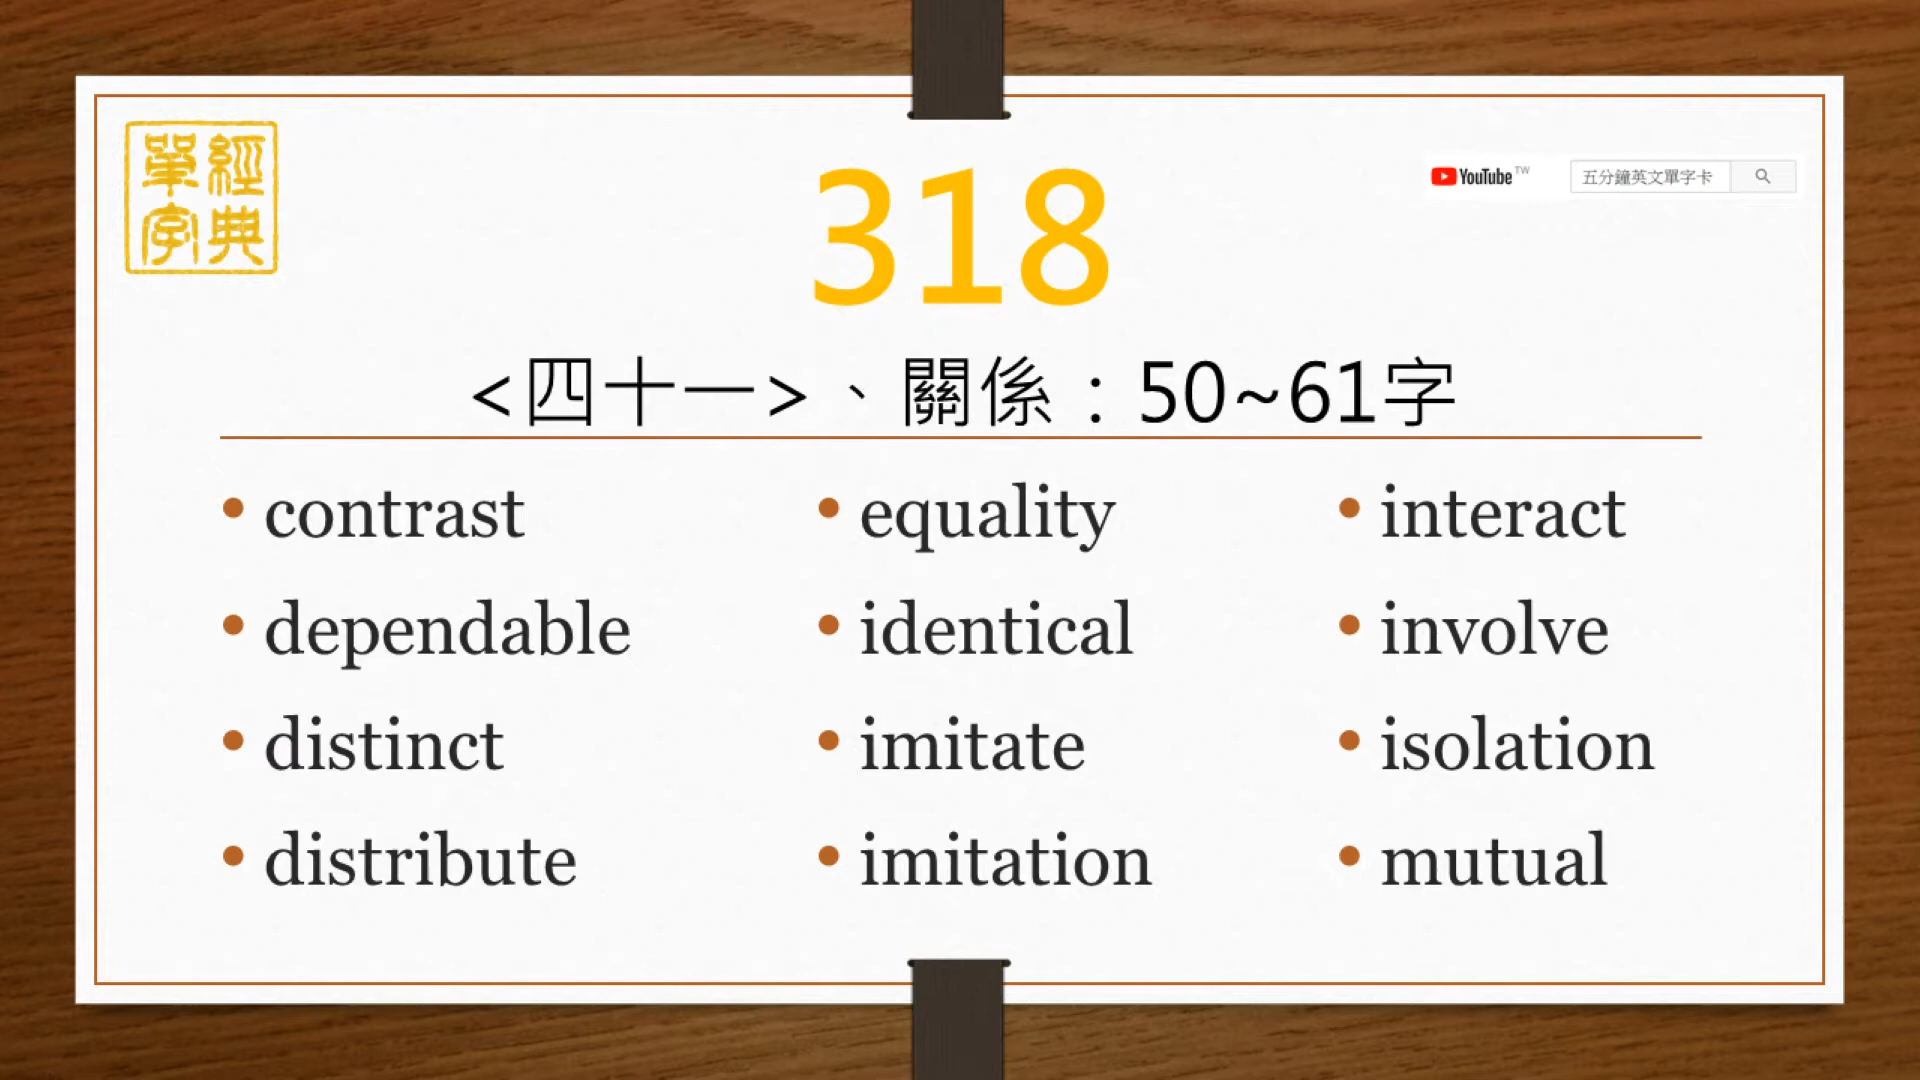 經典
單字
318
YouTube TW
五分鐘英文單字卡
<四十一>、關係：50~61字
• contrast
• dependable
• distinct
• distribute
• equality
• identical
• imitate
• imitation
• interact
• involve
• isolation
• mutual